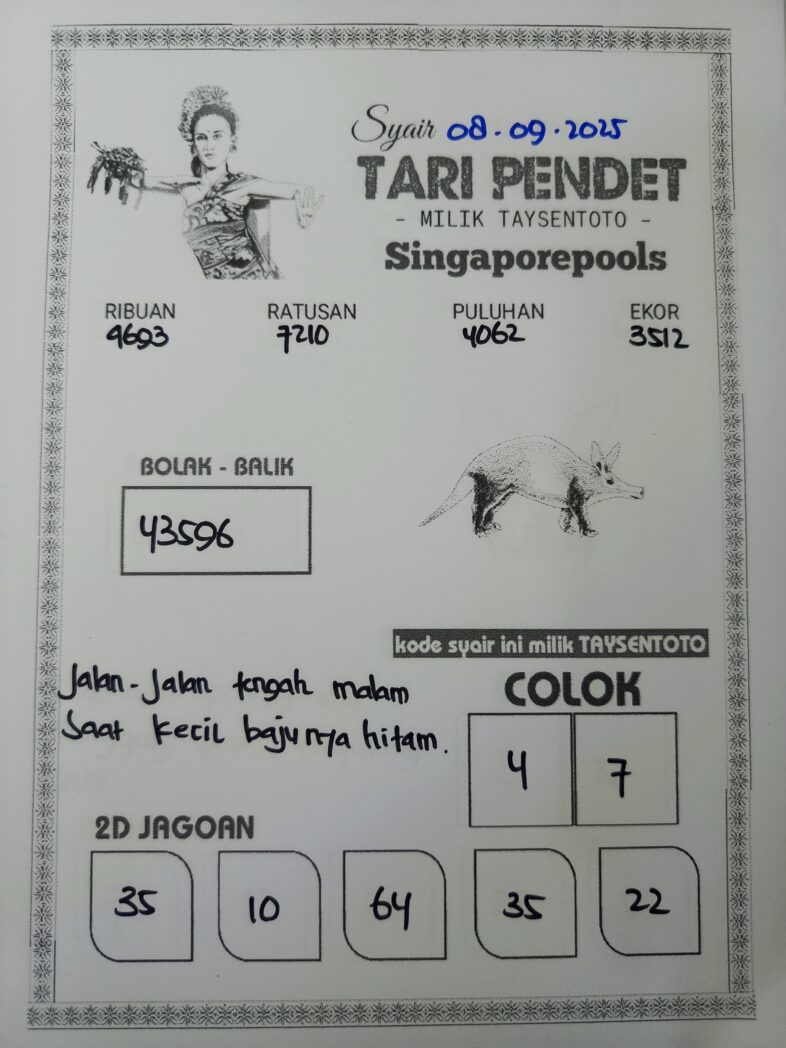 Syair 08.09.2025
TARI PENDET
- MILIK TAYSENTOTO -
Singaporepools
RIBUAN RATUSAN PULUHAN EKOR
9693 7210 4062 3512
BOLAK - BALIK
43596
kode syair ini milik TAYSENTOTO
Jalan-Jalan tengah malam
Saat kecil bajunya hitam.
COLOK
4 7
2D JAGOAN
35 10 64 35 22